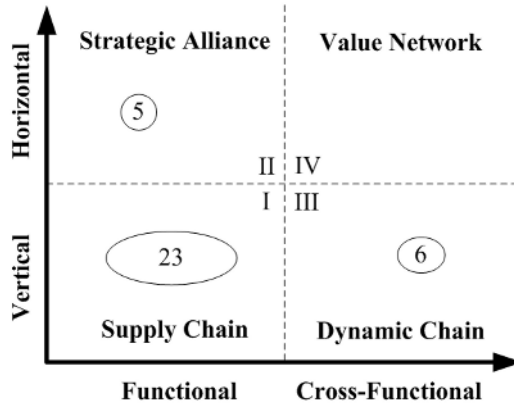 Strategic Alliance Value Network
Horizontal
5
II IV
I III
Vertical
23 6
Supply Chain Dynamic Chain
Functional Cross-Functional